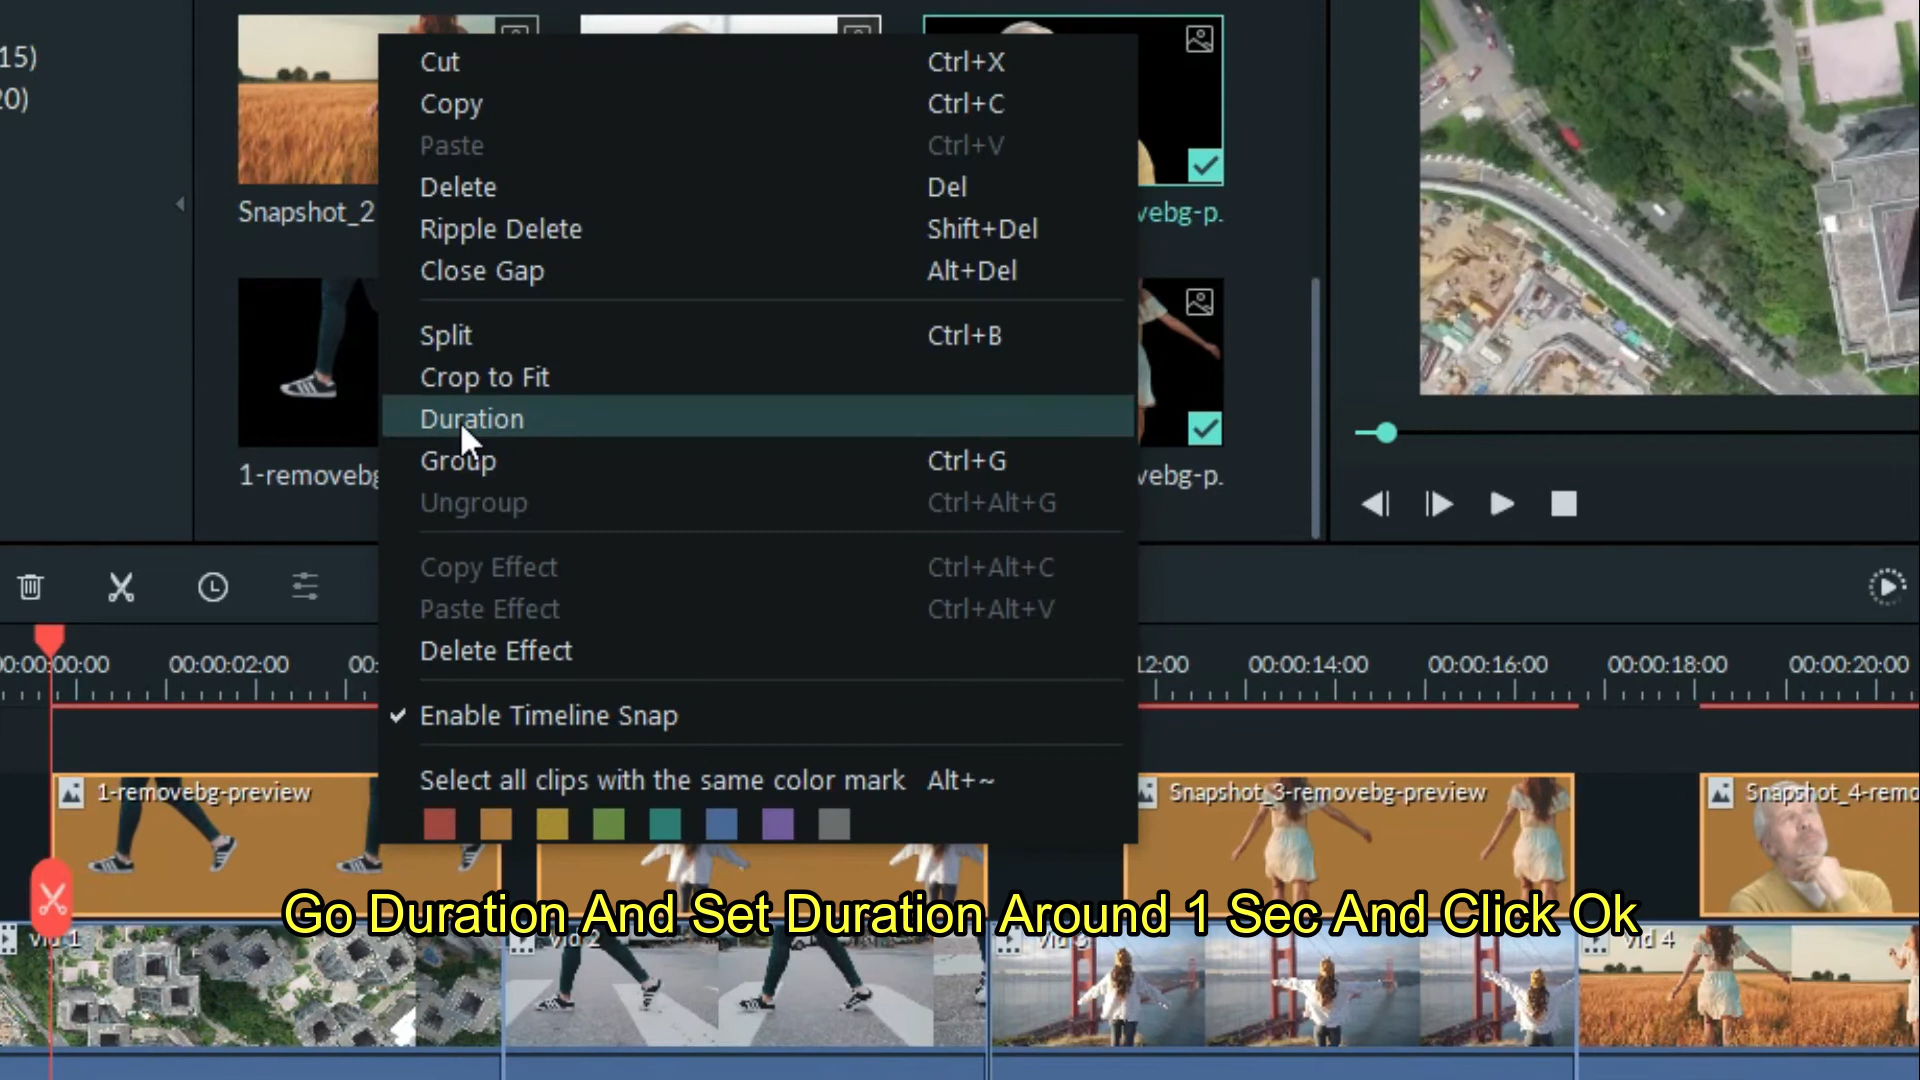 15)
20)
Snapshot_2
vebg-p.
1-removebg
vebg-p.
Cut Ctrl+X
Copy Ctrl+C
Paste Ctrl+V
Delete Del
Ripple Delete Shift+Del
Close Gap Alt+Del
Split Ctrl+B
Crop to Fit
Duration
Group Ctrl+G
Ungroup Ctrl+Alt+G
Copy Effect Ctrl+Alt+C
Paste Effect Ctrl+Alt+V
Delete Effect
Enable Timeline Snap
Select all clips with the same color mark Alt+~
00:00:00:00 00:00:02:00 00: 12:00 00:00:14:00 00:00:16:00 00:00:18:00 00:00:20:00
1-removebg-preview Snapshot_3-removebg-preview Snapshot_4-remo
Go Duration And Set Duration Around 1 Sec And Click Ok
Vid 1 Vid 2 Vid 3 Vid 4